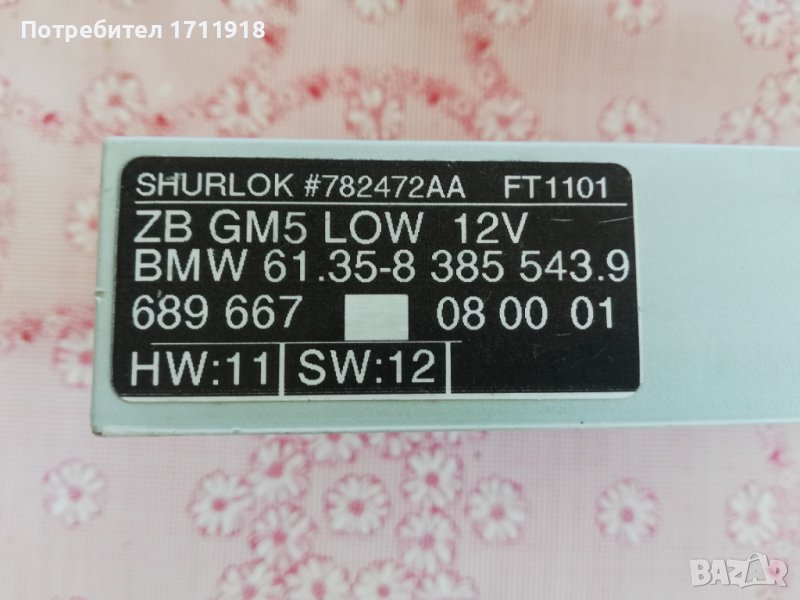 Потребител 1711918
SHURLOK #782472AA FT1101
ZB GM5 LOW 12V
BMW 61.35-8 385 543.9
689 667 08 00 01
HW:11 SW:12
BAZAR